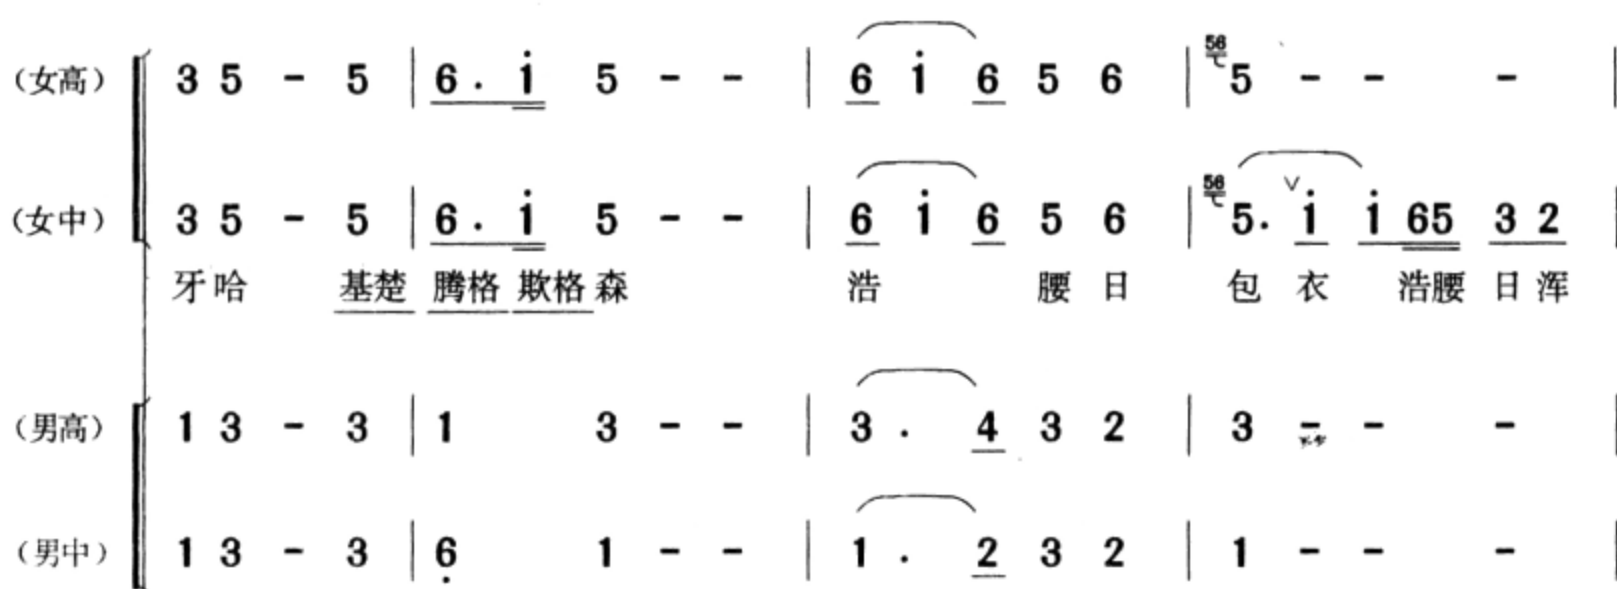 (女高) 3 5 - 5 | 6 . i 5 - - | 6 i 6 5 6 | 56 5 - - - |
(女中) 3 5 - 5 | 6 . i 5 - - | 6 i 6 5 6 | 56 5. i i 65 3 2
牙哈 基楚 腾格 欺格 森 浩 腰 日 包 衣 浩腰 日 浑
(男高) 1 3 - 3 | 1 3 - - | 3 . 4 3 2 | 3 - - - |
(男中) 1 3 - 3 | 6 1 - - | 1 . 2 3 2 | 1 - - - |